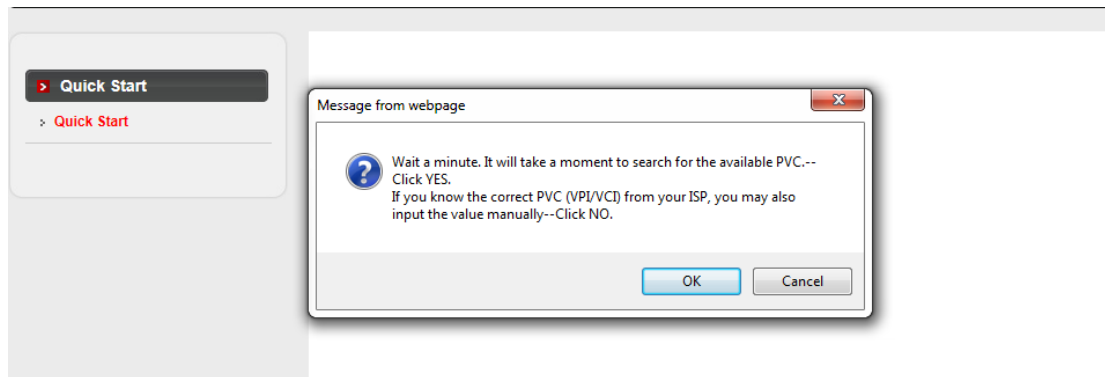 Quick Start
Quick Start
Message from webpage
Wait a minute. It will take a moment to search for the available PVC.--
Click YES.
If you know the correct PVC (VPI/VCI) from your ISP, you may also
input the value manually--Click NO.
OK
Cancel